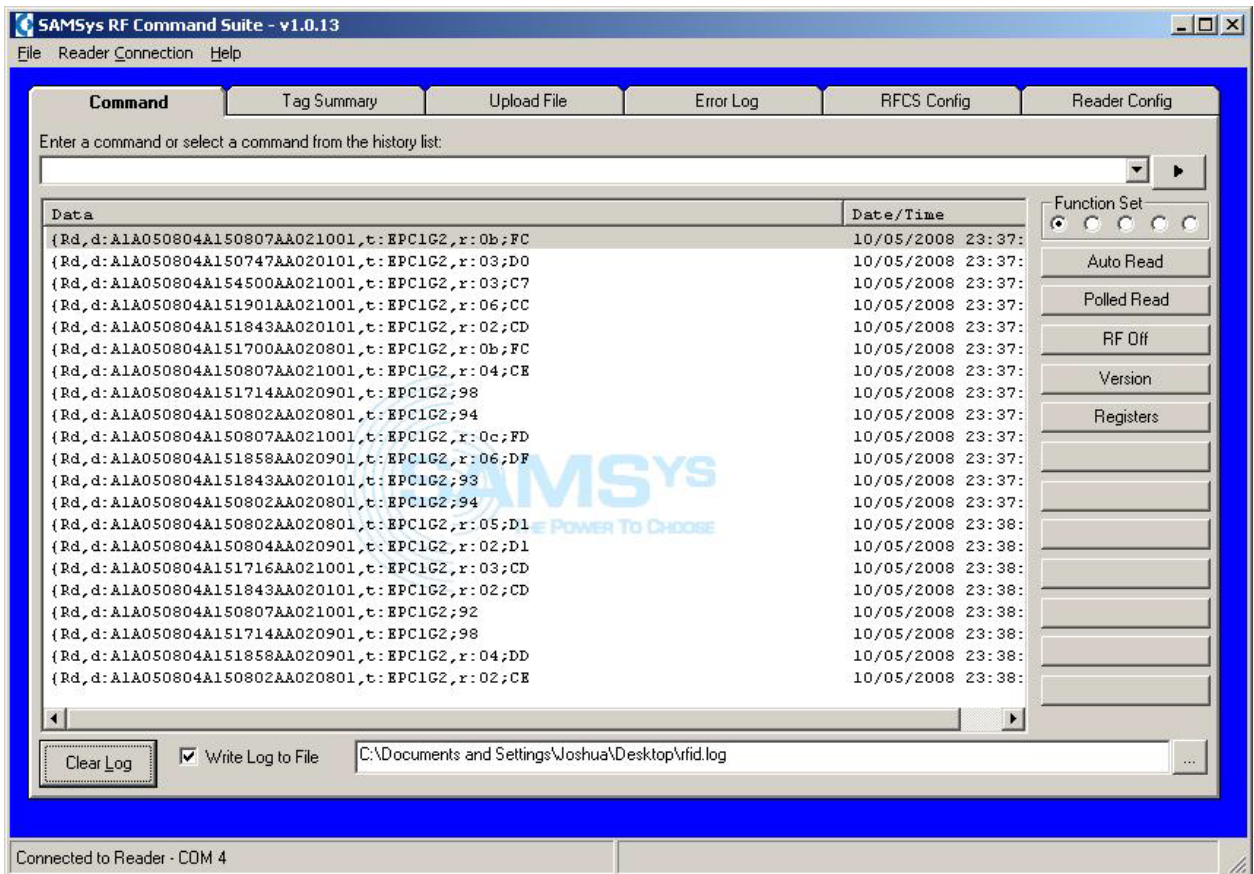 SAMSys RF Command Suite - v1.0.13
File Reader Connection Help
Command Tag Summary Upload File Error Log RFCS Config Reader Config
Enter a command or select a command from the history list:
Data Date/Time
Function Set
{Rd,d:A1A050804A150807AA021001,t:EPC1G2,r:0b;FC 10/05/2008 23:37:
{Rd,d:A1A050804A150747AA020101,t:EPC1G2,r:03;D0 10/05/2008 23:37:
Auto Read
{Rd,d:A1A050804A154500AA021001,t:EPC1G2,r:03;C7 10/05/2008 23:37:
{Rd,d:A1A050804A151901AA021001,t:EPC1G2,r:06;CC 10/05/2008 23:37:
Polled Read
{Rd,d:A1A050804A151843AA020101,t:EPC1G2,r:02;CD 10/05/2008 23:37:
{Rd,d:A1A050804A151700AA020801,t:EPC1G2,r:0b;FC 10/05/2008 23:37:
RF Off
{Rd,d:A1A050804A150807AA021001,t:EPC1G2,r:04;CE 10/05/2008 23:37:
{Rd,d:A1A050804A151714AA020901,t:EPC1G2;98 10/05/2008 23:37:
Version
{Rd,d:A1A050804A150802AA020801,t:EPC1G2;94 10/05/2008 23:37:
Registers
{Rd,d:A1A050804A150807AA021001,t:EPC1G2,r:0c;FD 10/05/2008 23:37:
{Rd,d:A1A050804A151858AA020901,t:EPC1G2,r:06;DF 10/05/2008 23:37:
{Rd,d:A1A050804A151843AA020101,t:EPC1G2;93 10/05/2008 23:37:
SAMSYS
{Rd,d:A1A050804A150802AA020801,t:EPC1G2;94 10/05/2008 23:37:
{Rd,d:A1A050804A150802AA020801,t:EPC1G2,r:05;D1 10/05/2008 23:38:
THE POWER TO CHOOSE
{Rd,d:A1A050804A150804AA020901,t:EPC1G2,r:02;D1 10/05/2008 23:38:
{Rd,d:A1A050804A151716AA021001,t:EPC1G2,r:03;CD 10/05/2008 23:38:
{Rd,d:A1A050804A151843AA020101,t:EPC1G2,r:02;CD 10/05/2008 23:38:
{Rd,d:A1A050804A150807AA021001,t:EPC1G2;92 10/05/2008 23:38:
{Rd,d:A1A050804A151714AA020901,t:EPC1G2;98 10/05/2008 23:38:
{Rd,d:A1A050804A151858AA020901,t:EPC1G2,r:04;DD 10/05/2008 23:38:
{Rd,d:A1A050804A150802AA020801,t:EPC1G2,r:02;CE 10/05/2008 23:38:
Clear Log Write Log to File C:\Documents and Settings\Joshua\Desktop\rfid.log ...
Connected to Reader - COM 4